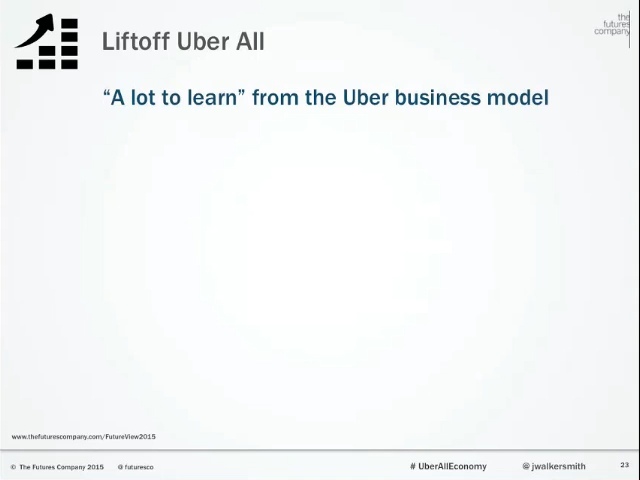 the
futures
company
Liftoff Uber All
“A lot to learn” from the Uber business model
www.thefuturescompany.com/FutureView2015
© The Futures Company 2015 @ futuresco # UberAllEconomy @ jwalkersmith 23